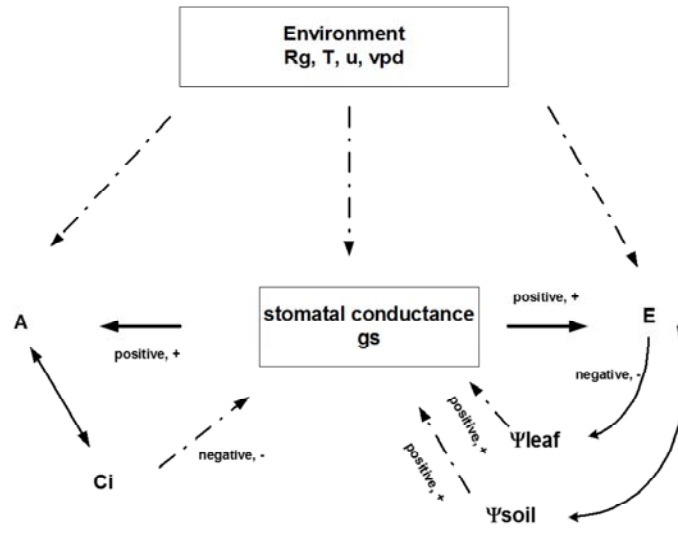 Environment
Rg, T, u, vpd
stomatal conductance
gs
positive, +
E
A
positive, +
negative, -
positive, +
Ψleaf
positive, +
Ci
negative, -
Ψsoil